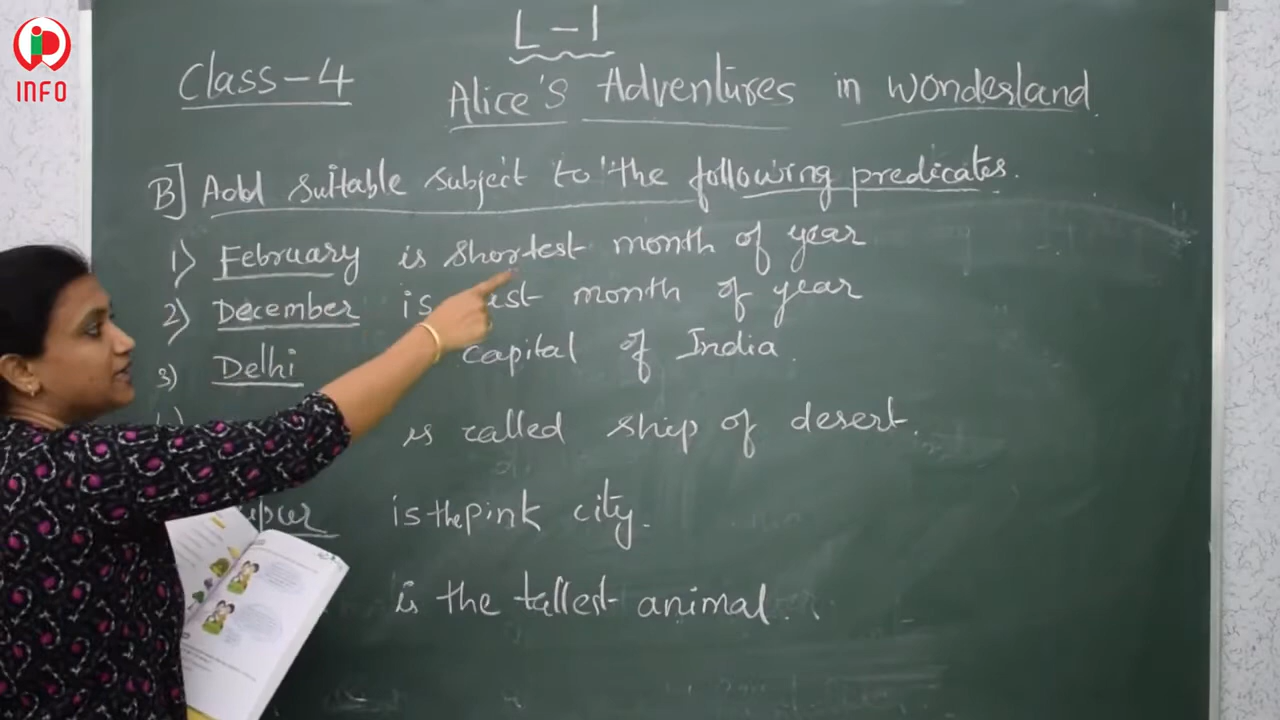 INFO
L-1
Class-4
Alice's Adventures in wonderland
B] Add suitable subject to the following predicates.
1) February is shortest month of year
2) December is month of year
3) Delhi capital of India.
is called ship of desert.
is the pink city.
is the tallest animal..